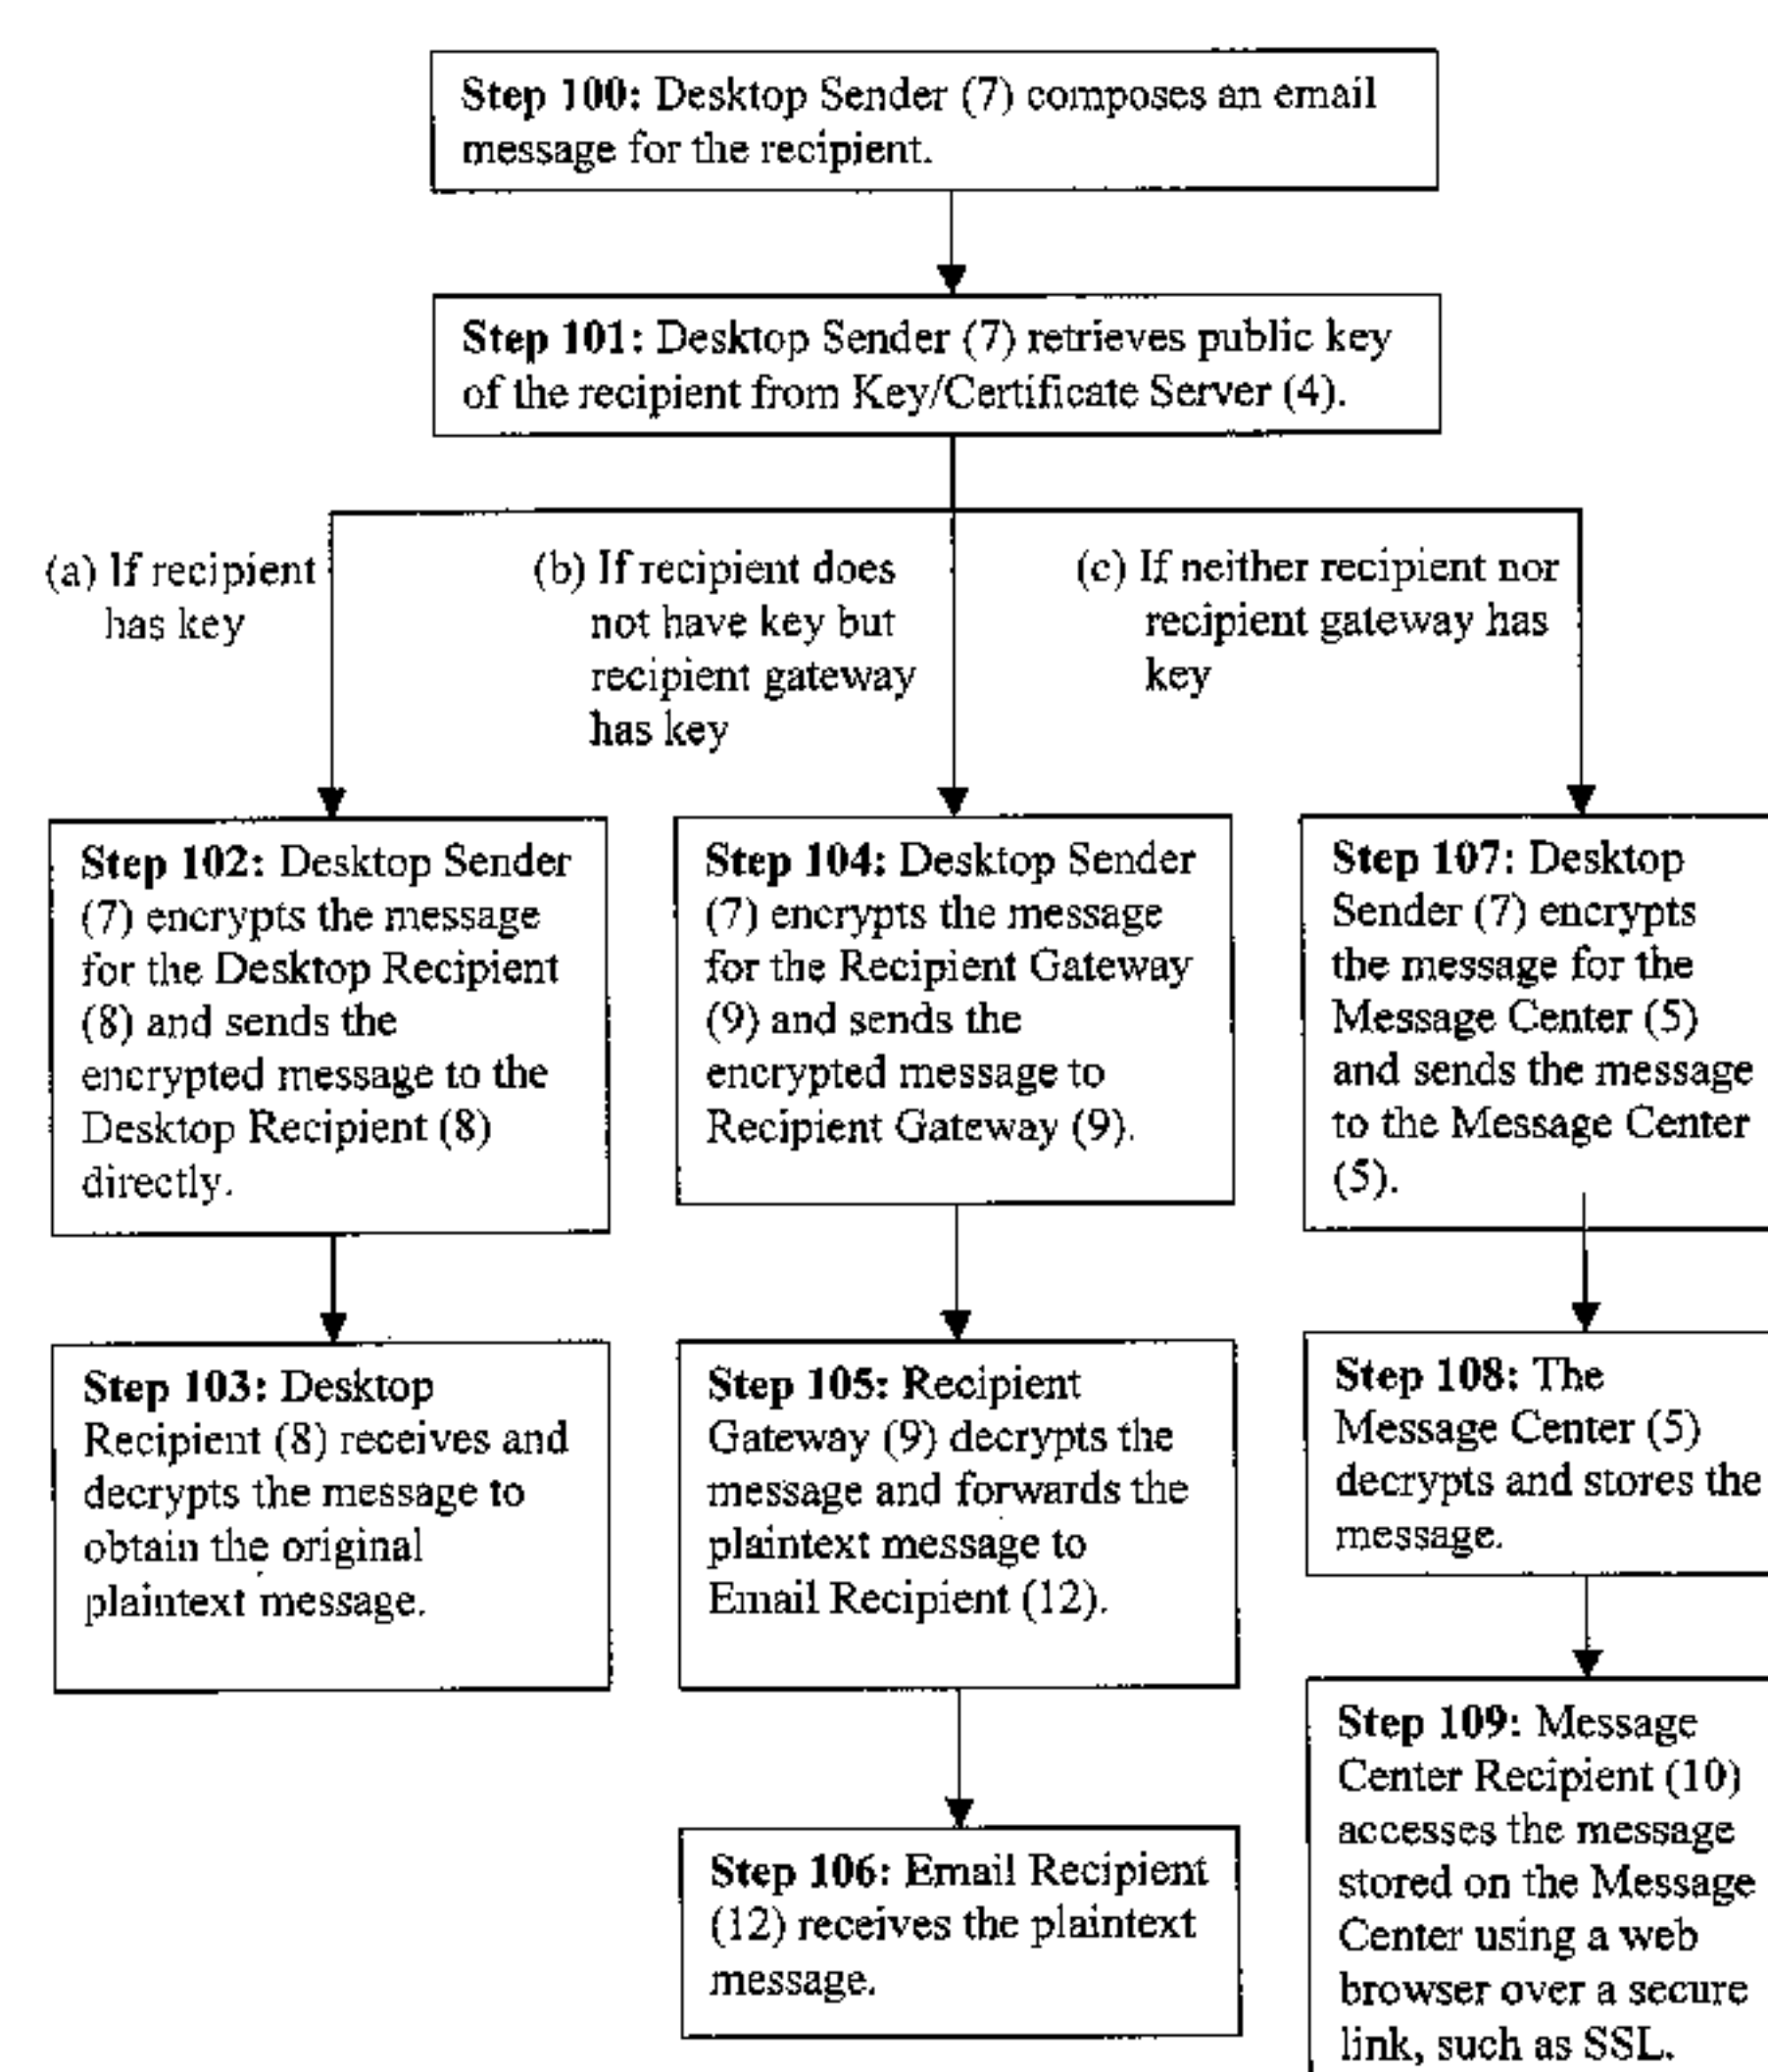 Step 100: Desktop Sender (7) composes an email
message for the recipient.
Step 101: Desktop Sender (7) retrieves public key
of the recipient from Key/Certificate Server (4).
(a) If recipient
has key
(b) If recipient does
not have key but
recipient gateway
has key
(c) If neither recipient nor
recipient gateway has
key
Step 102: Desktop Sender
(7) encrypts the message
for the Desktop Recipient
(8) and sends the
encrypted message to the
Desktop Recipient (8)
directly.
Step 104: Desktop Sender
(7) encrypts the message
for the Recipient Gateway
(9) and sends the
encrypted message to
Recipient Gateway (9).
Step 107: Desktop
Sender (7) encrypts
the message for the
Message Center (5)
and sends the message
to the Message Center
(5).
Step 103: Desktop
Recipient (8) receives and
decrypts the message to
obtain the original
plaintext message.
Step 105: Recipient
Gateway (9) decrypts the
message and forwards the
plaintext message to
Email Recipient (12).
Step 108: The
Message Center (5)
decrypts and stores the
message.
Step 106: Email Recipient
(12) receives the plaintext
message.
Step 109: Message
Center Recipient (10)
accesses the message
stored on the Message
Center using a web
browser over a secure
link, such as SSL.